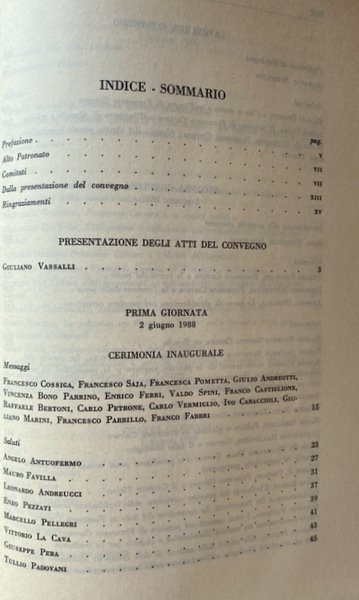 INDICE - SOMMARIO
pag.
Prefazione . . . . . . . . . . V
Alto Patronato . . . . . . . . . . VII
Comitati . . . . . . . . . . VII
Dalla presentazione del convegno . . . . . . . XIII
Ringraziamenti . . . . . . . . . . XV
PRESENTAZIONE DEGLI ATTI DEL CONVEGNO
GIULIANO VASSALLI . . . . . . . . . . 3
PRIMA GIORNATA
2 giugno 1988
CERIMONIA INAUGURALE
Messaggi
FRANCESCO COSSIGA, FRANCESCO SAJA, FRANCESCA POMETTA, GIULIO ANDREOTTI,
VINCENZA BONO PARRINO, ENRICO FERRI, VALDO SPINI, FRANCO CASTIGLIONE,
RAFFAELE BERTONI, CARLO PETRONE, CARLO VERMIGLIO, IVO CARACCIOLI, GIU-
LIANO MARINI, FRANCESCO PARRILLO, FRANCO FABBRI . . . . 15
Saluti
ANGELO ANTUOFERMO . . . . . . . . . .
MAURO FAVILLA . . . . . . . . . . 27
LEONARDO ANDREUCCI . . . . . . . . . . 31
ENZO PEZZATI . . . . . . . . . . 37
MARCELLO PELLEGRI . . . . . . . . . . 39
VITTORIO LA CAVA . . . . . . . . . . 41
GIUSEPPE PERA . . . . . . . . . . 43
TULLIO PADOVANI . . . . . . . . . . 45